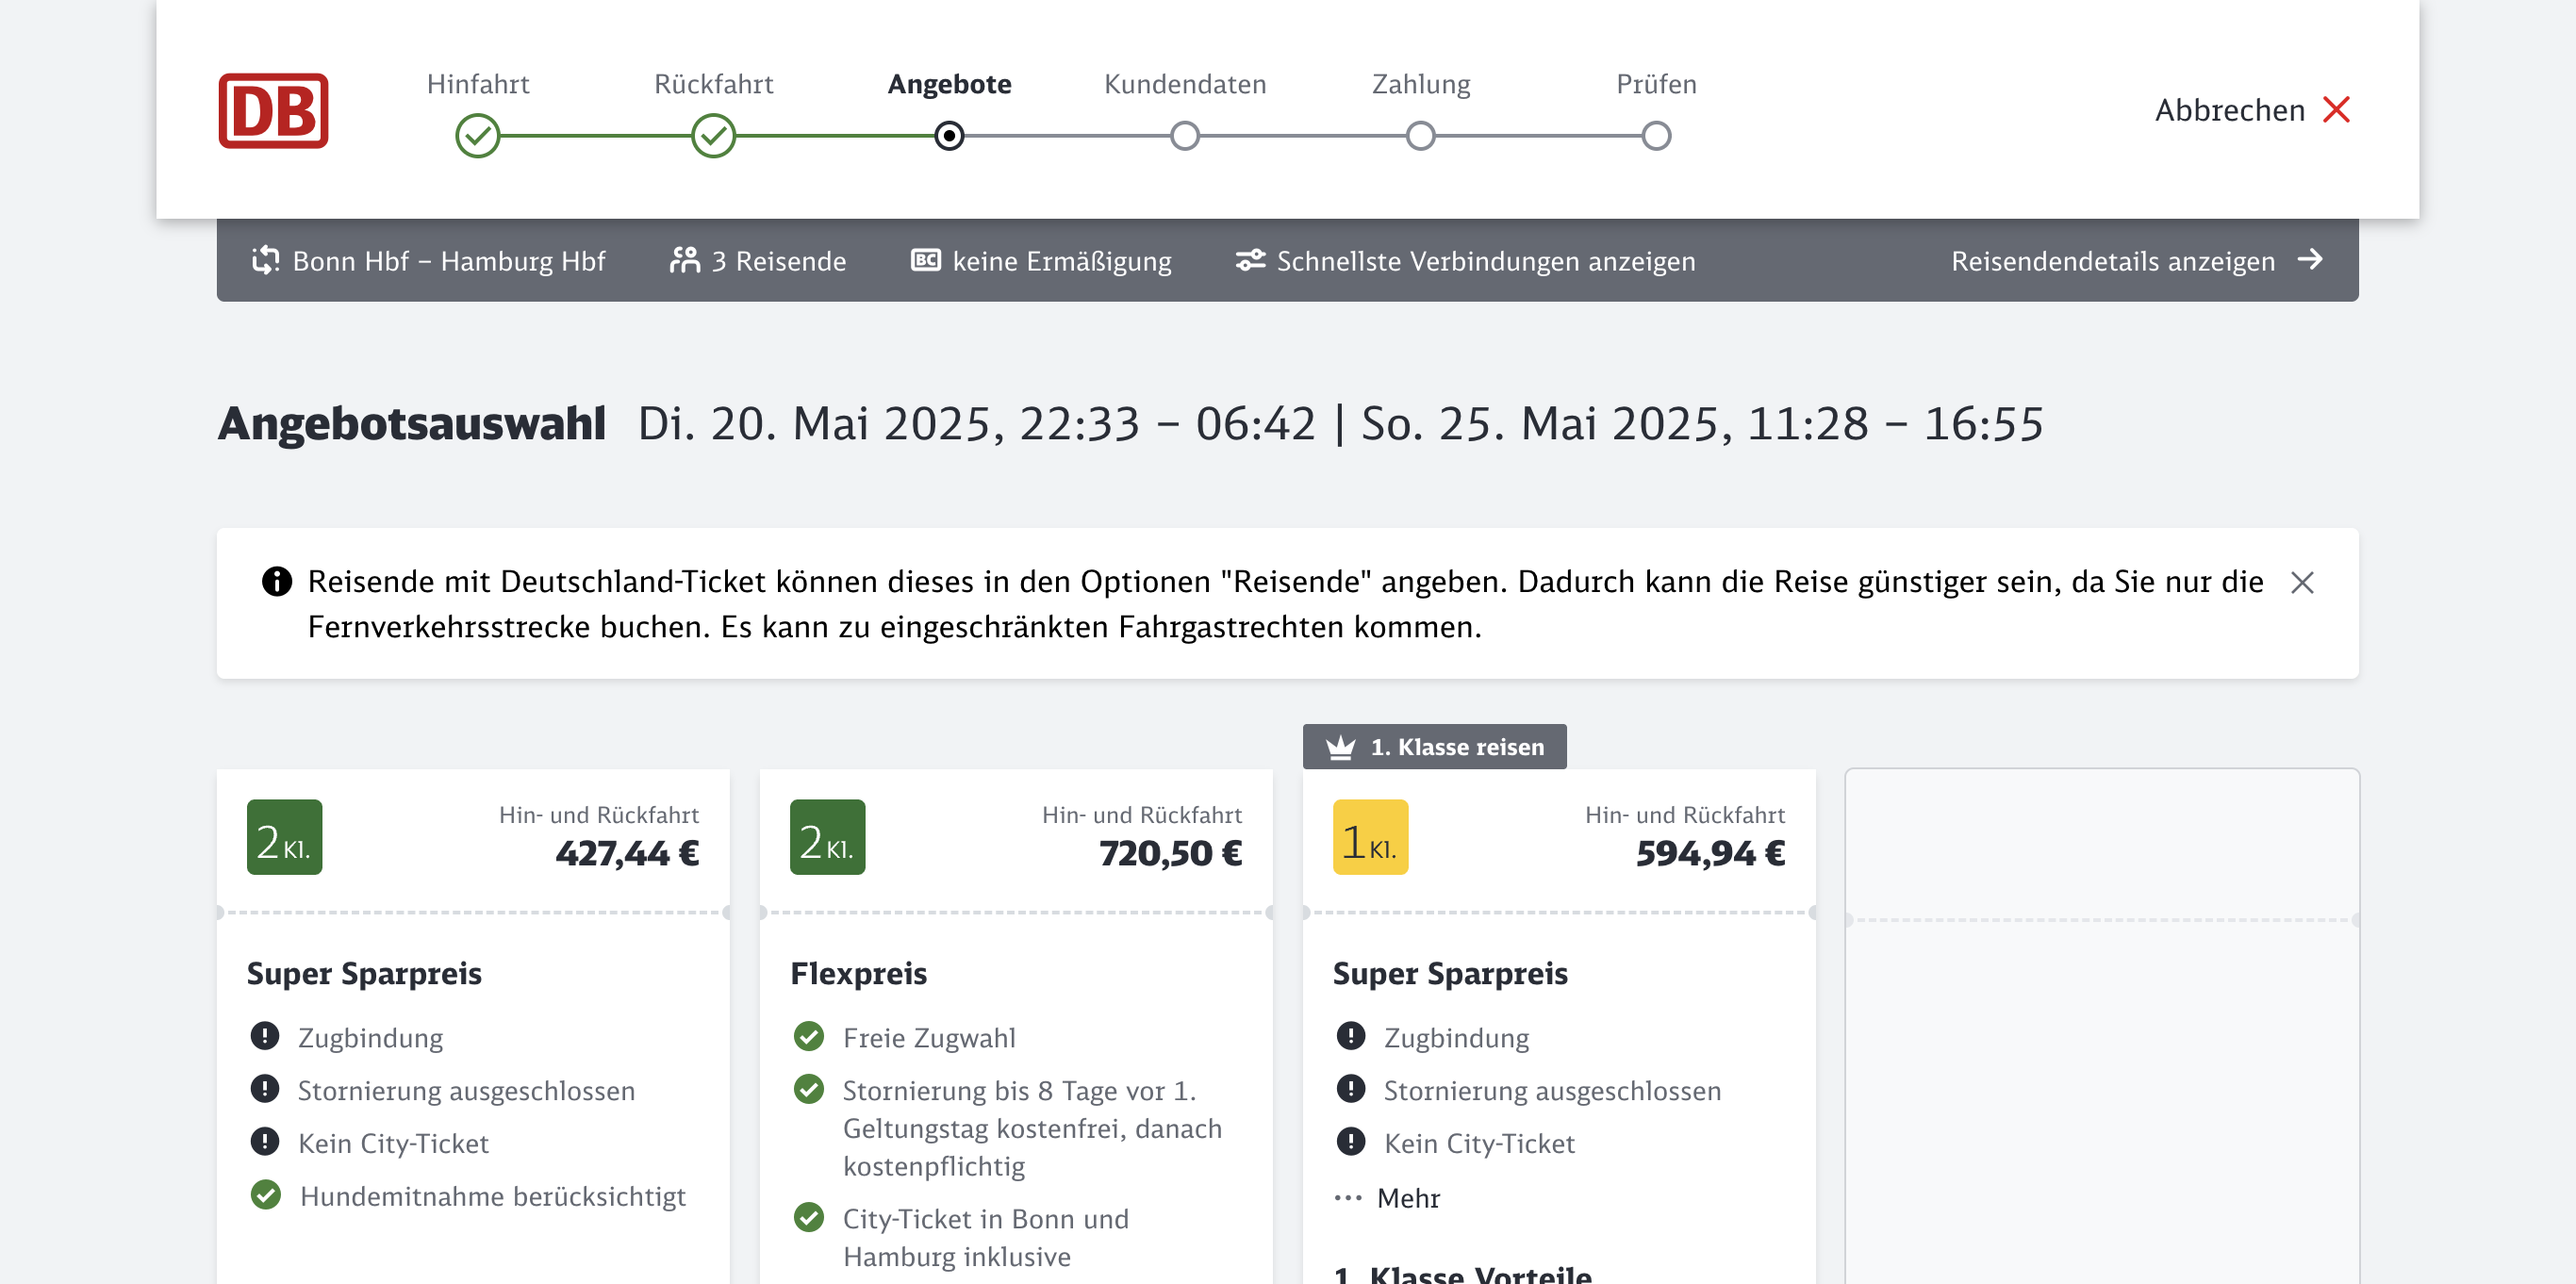 DB
Hinfahrt
Rückfahrt
Angebote
Kundendaten
Zahlung
Prüfen
Abbrechen
Bonn Hbf – Hamburg Hbf
3 Reisende
BC keine Ermäßigung
Schnellste Verbindungen anzeigen
Reisendendetails anzeigen
Angebotsauswahl Di. 20. Mai 2025, 22:33 – 06:42 | So. 25. Mai 2025, 11:28 – 16:55
Reisende mit Deutschland-Ticket können dieses in den Optionen "Reisende" angeben. Dadurch kann die Reise günstiger sein, da Sie nur die
Fernverkehrsstrecke buchen. Es kann zu eingeschränkten Fahrgastrechten kommen.
2 Kl.
Hin- und Rückfahrt
427,44 €
Super Sparpreis
Zugbindung
Stornierung ausgeschlossen
Kein City-Ticket
Hundemitnahme berücksichtigt
2 Kl.
Hin- und Rückfahrt
720,50 €
Flexpreis
Freie Zugwahl
Stornierung bis 8 Tage vor 1.
Geltungstag kostenfrei, danach
kostenpflichtig
City-Ticket in Bonn und
Hamburg inklusive
1. Klasse reisen
1 Kl.
Hin- und Rückfahrt
594,94 €
Super Sparpreis
Zugbindung
Stornierung ausgeschlossen
Kein City-Ticket
Mehr
1. Klasse Vorteile